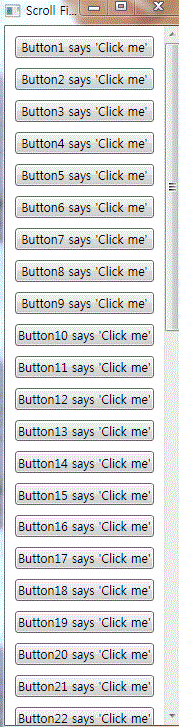 Scroll Fi...
Button1 says 'Click me'
Button2 says 'Click me'
Button3 says 'Click me'
Button4 says 'Click me'
Button5 says 'Click me'
Button6 says 'Click me'
Button7 says 'Click me'
Button8 says 'Click me'
Button9 says 'Click me'
Button10 says 'Click me'
Button11 says 'Click me'
Button12 says 'Click me'
Button13 says 'Click me'
Button14 says 'Click me'
Button15 says 'Click me'
Button16 says 'Click me'
Button17 says 'Click me'
Button18 says 'Click me'
Button19 says 'Click me'
Button20 says 'Click me'
Button21 says 'Click me'
Button22 says 'Click me'